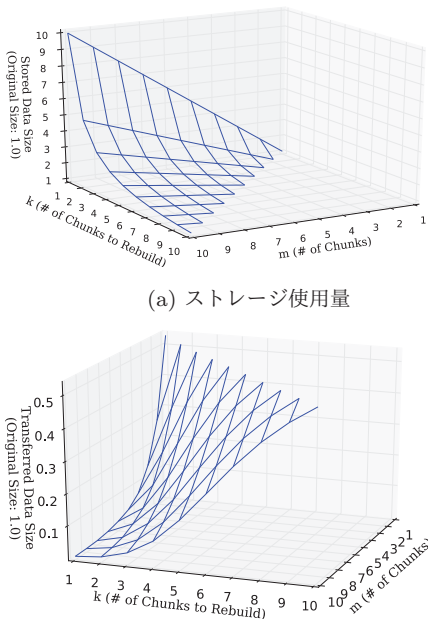 10
9
8
7
6
5
4
3
2
1
Stored Data Size
(Original Size: 1.0)
1 2 3 4 5 6 7 8 9 10
k (# of Chunks to Rebuild)
10 9 8 7 6 5 4 3 2 1
m (# of Chunks)
(a) ストレージ使用量
0.5
0.4
0.3
0.2
0.1
Transferred Data Size
(Original Size: 1.0)
1 2 3 4 5 6 7 8 9 10
k (# of Chunks to Rebuild)
10 9 8 7 6 5 4 3 2 1
m (# of Chunks)